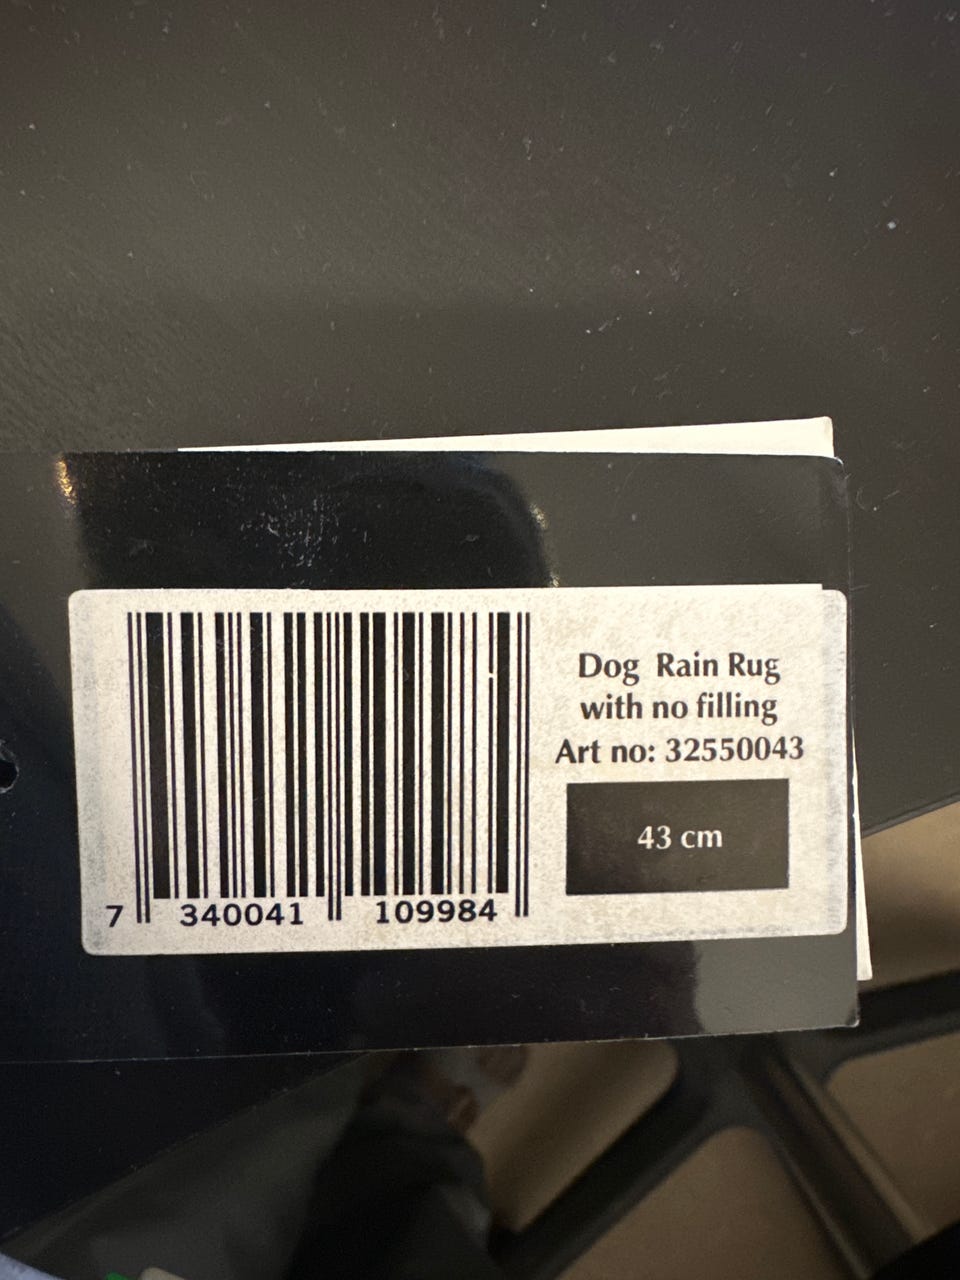 Dog Rain Rug
with no filling
Art no: 32550043
43 cm
7 340041 109984